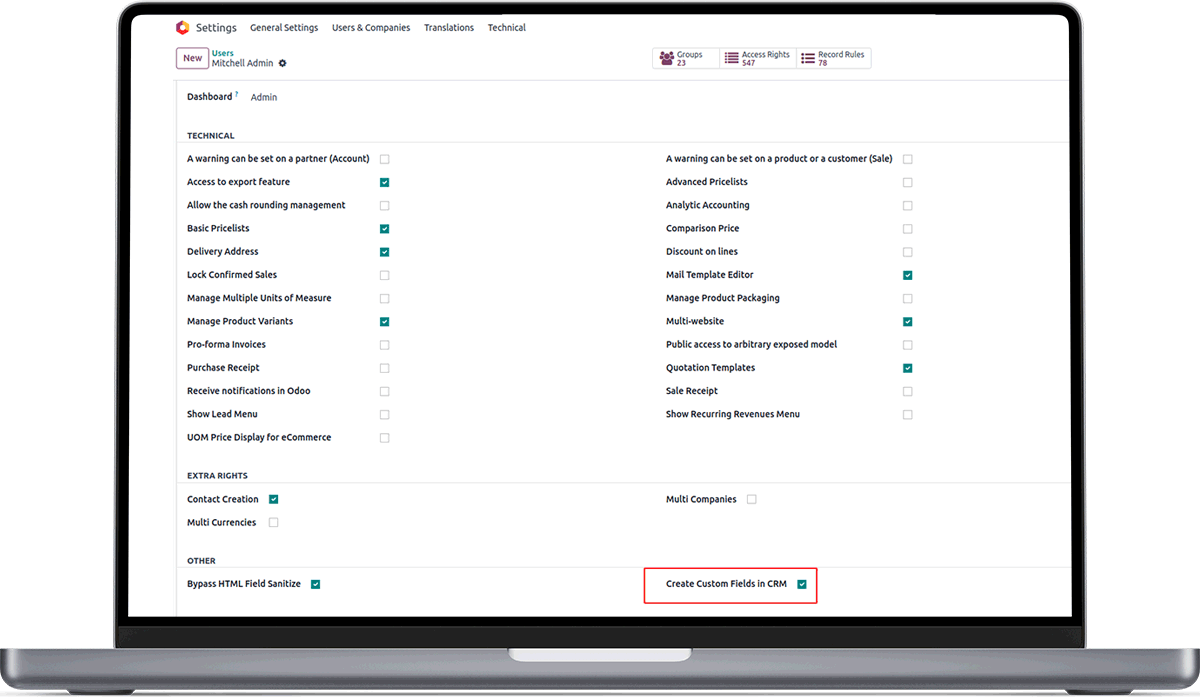 Settings General Settings Users & Companies Translations Technical
New Users Groups Access Rights Record Rules
Mitchell Admin 23 547 78
Dashboard ? Admin
TECHNICAL
A warning can be set on a partner (Account) A warning can be set on a product or a customer (Sale)
Access to export feature Advanced Pricelists
Allow the cash rounding management Analytic Accounting
Basic Pricelists Comparison Price
Delivery Address Discount on lines
Lock Confirmed Sales Mail Template Editor
Manage Multiple Units of Measure Manage Product Packaging
Manage Product Variants Multi-website
Pro-forma Invoices Public access to arbitrary exposed model
Purchase Receipt Quotation Templates
Receive notifications in Odoo Sale Receipt
Show Lead Menu Show Recurring Revenues Menu
UOM Price Display for eCommerce
EXTRA RIGHTS
Contact Creation Multi Companies
Multi Currencies
OTHER
Bypass HTML Field Sanitize Create Custom Fields in CRM